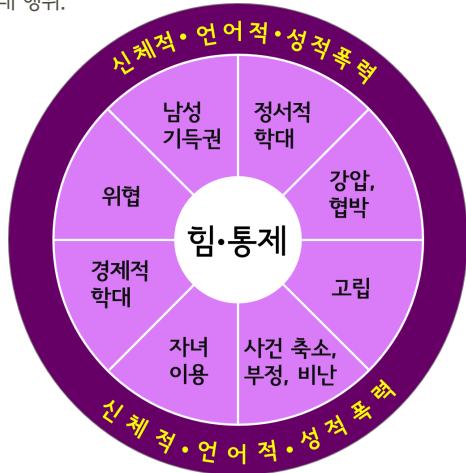 행위.
신체적•언어적•성적폭력
남성
기득권
정서적
학대
위협
강압,
협박
힘•통제
경제적
학대
고립
자녀
이용
사건 축소,
부정, 비난
신체적•언어적•성적폭력